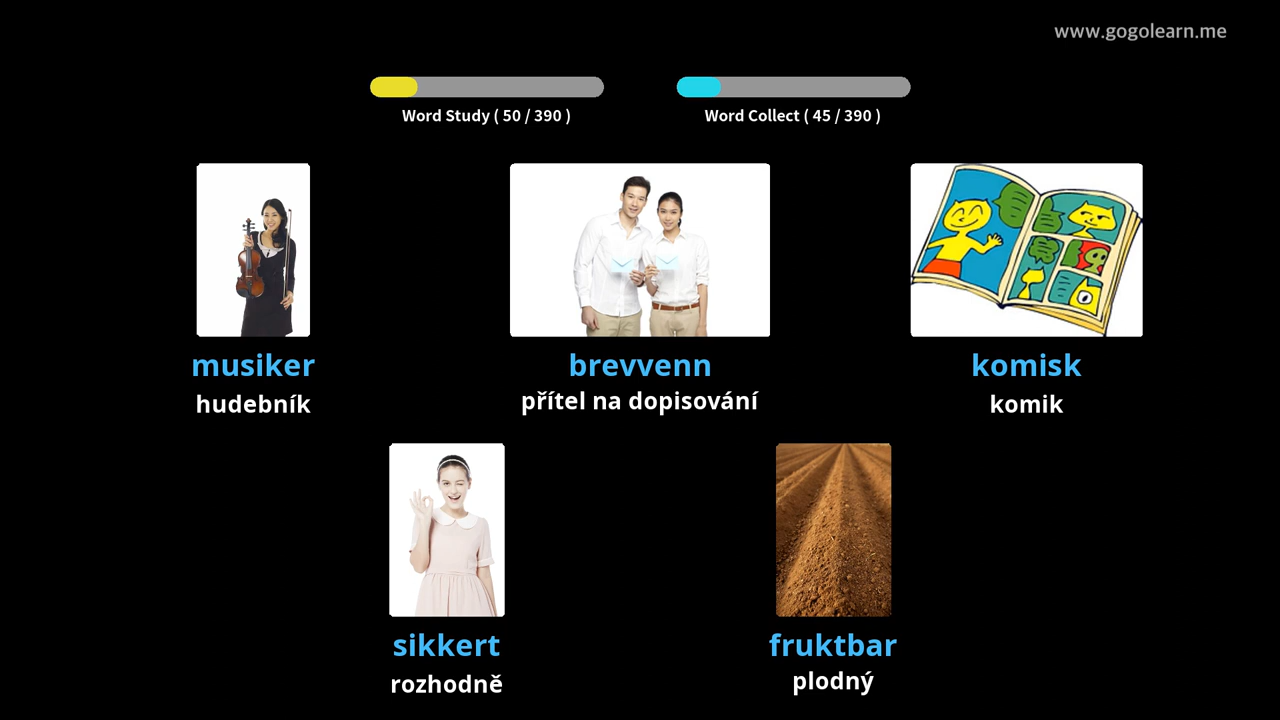 www.gogolearn.me
Word Study ( 50 / 390 )
Word Collect ( 45 / 390 )
musiker
hudebník
brevvenn
přítel na dopisování
komisk
komik
sikkert
rozhodně
fruktbar
plodný